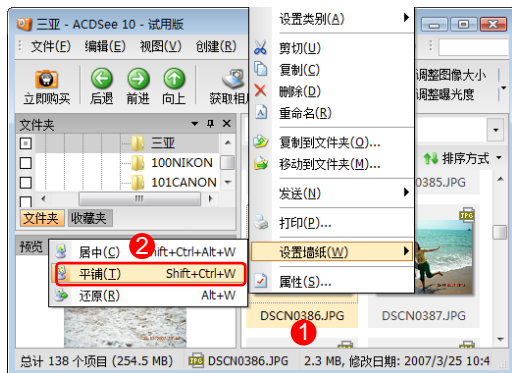 三亚 - ACDSee 10 - 试用版
文件(F) 编辑(E) 视图(V) 创建(R)
立即购买 后退 前进 向上 获取相
调整图像大小
调整曝光度
文件夹
三亚
100NIKON
101CANON
文件夹 收藏夹
预览
设置类别(A)
剪切(U)
复制(C)
删除(D)
重命名(R)
复制到文件夹(O)...
移动到文件夹(M)...
发送(N)
打印(P)...
设置墙纸(W)
属性(S)...
排序方式
0385.JPG
JPG
居中(C) Shift+Ctrl+Alt+W
2
平铺(T) Shift+Ctrl+W
还原(R) Alt+W
DSCN0386.JPG DSCN0387.JPG
1
总计 138 个项目 (254.5 MB) JPG DSCN0386.JPG 2.3 MB, 修改日期: 2007/3/25 10:4